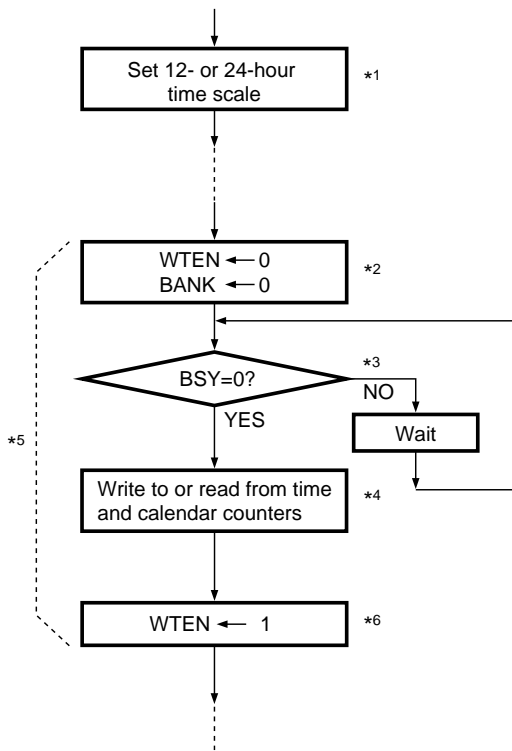 Set 12- or 24-hour
time scale
*1
WTEN ← 0
BANK ← 0
*2
BSY=0?
*3
NO
YES
Wait
*5
Write to or read from time
and calendar counters
*4
WTEN ← 1
*6